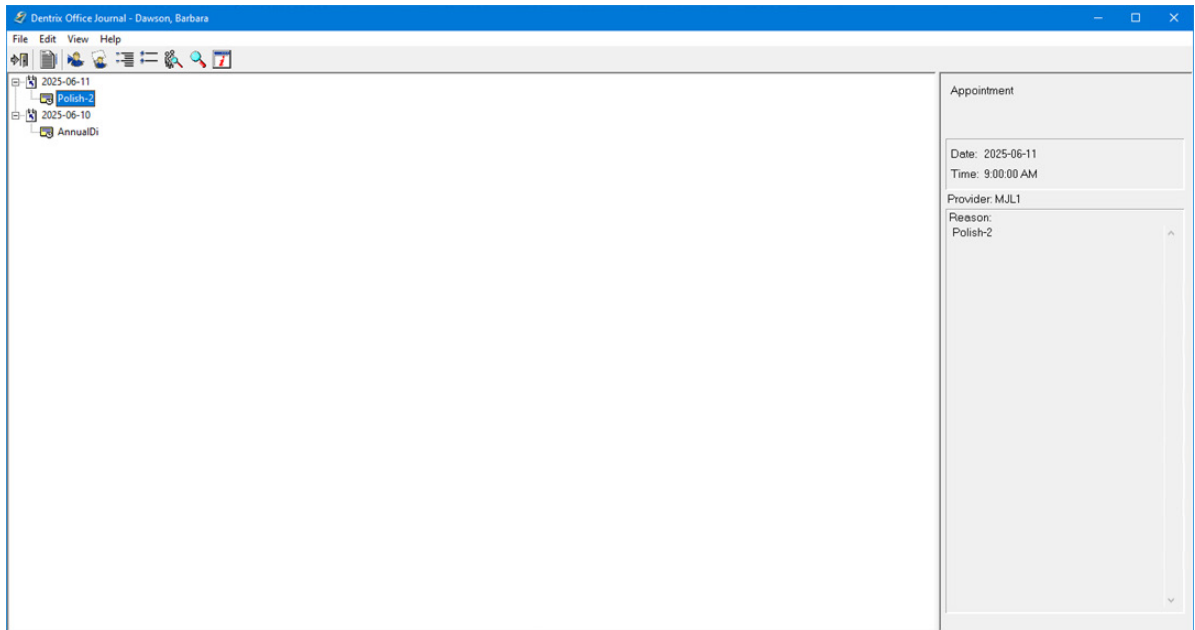 Dentrix Office Journal - Dawson, Barbara
File Edit View Help
2025-06-11
Polish-2
2025-06-10
AnnualDi
Appointment
Date: 2025-06-11
Time: 9:00:00 AM
Provider: MJL1
Reason:
Polish-2